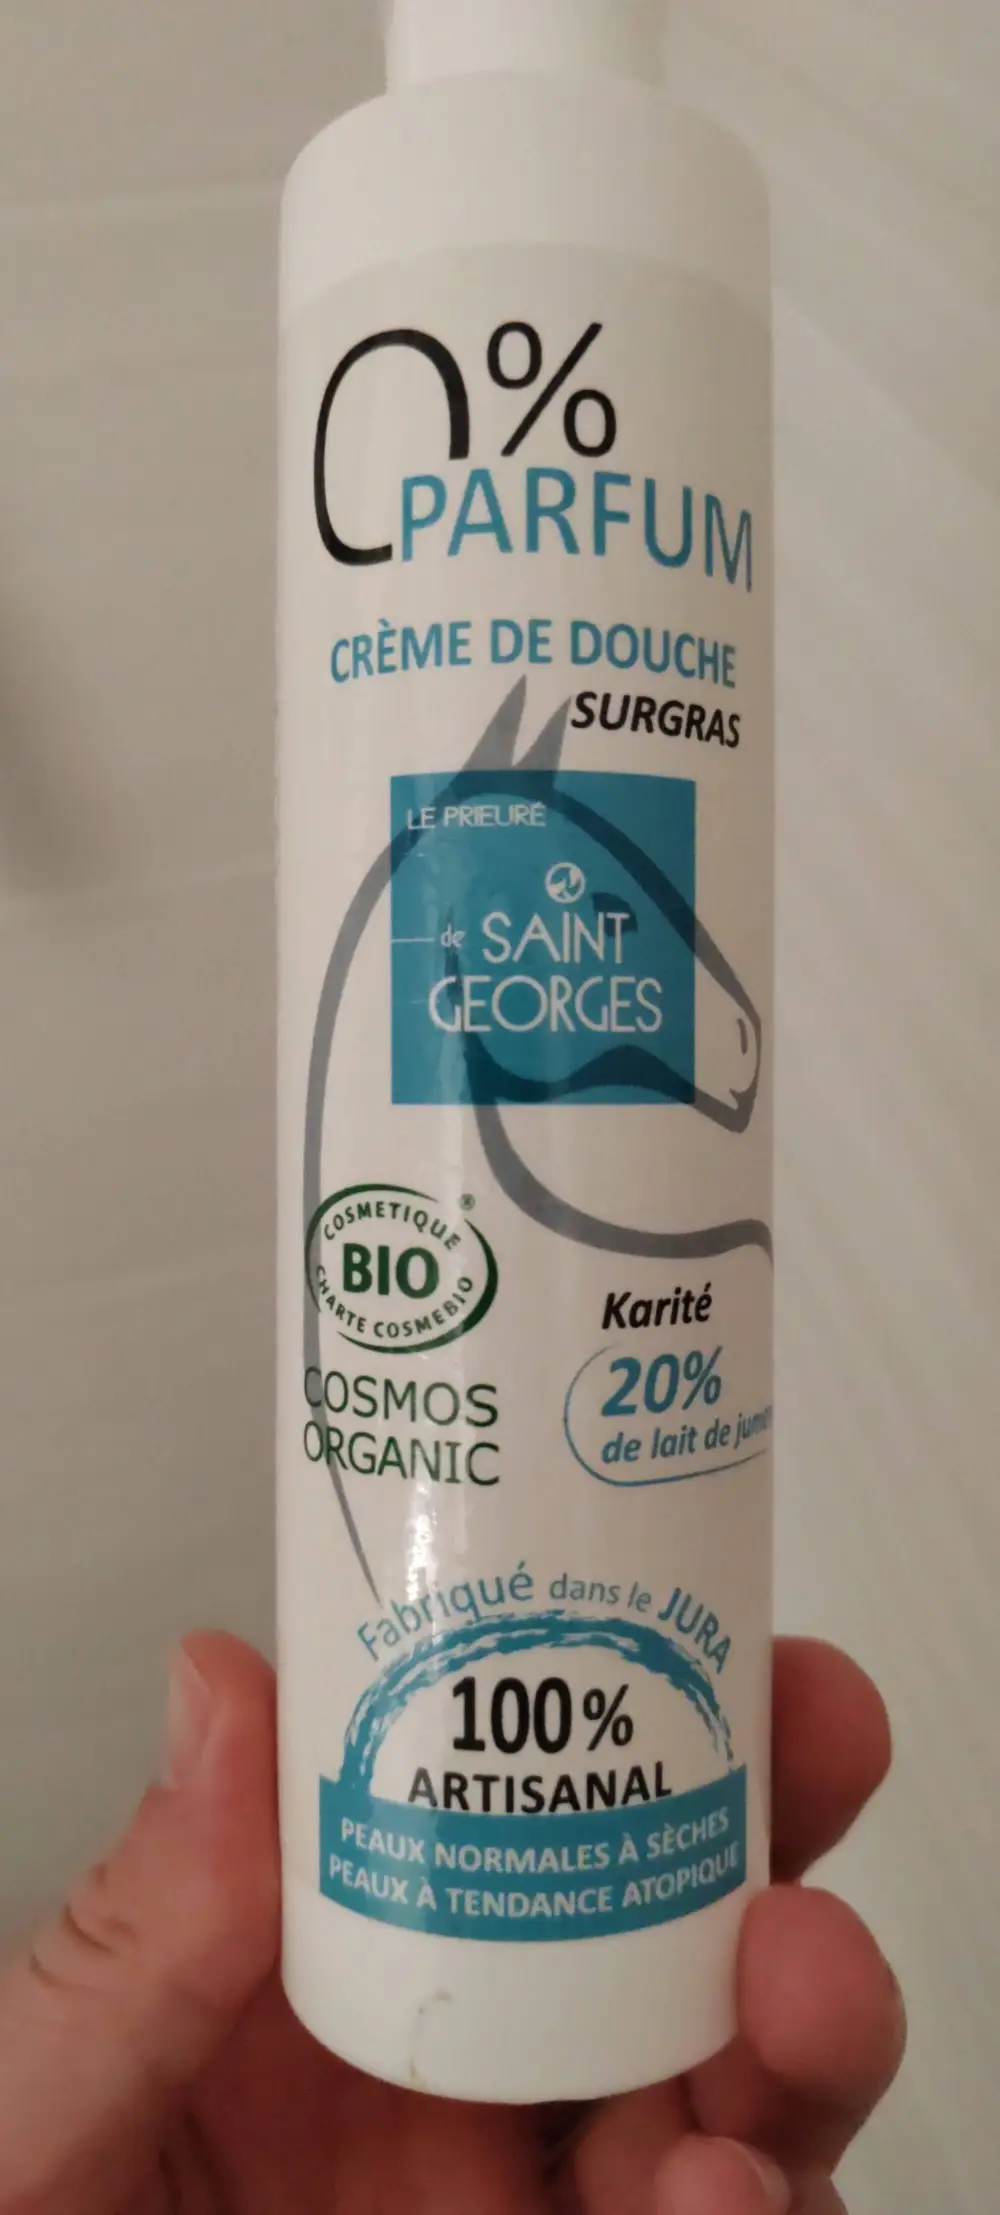 0%
PARFUM
CRÈME DE DOUCHE
SURGRAS
LE PRIEURÉ
de SAINT
GEORGES
COSMETIQUE
BIO
®
CHARTE COSMEBIO
COSMOS
ORGANIC
Karité
20%
de lait de
Fabriqué dans le JURA
100%
ARTISANAL
PEAUX NORMALES À SÈCHES
PEAUX À TENDANCE ATOPIQUE